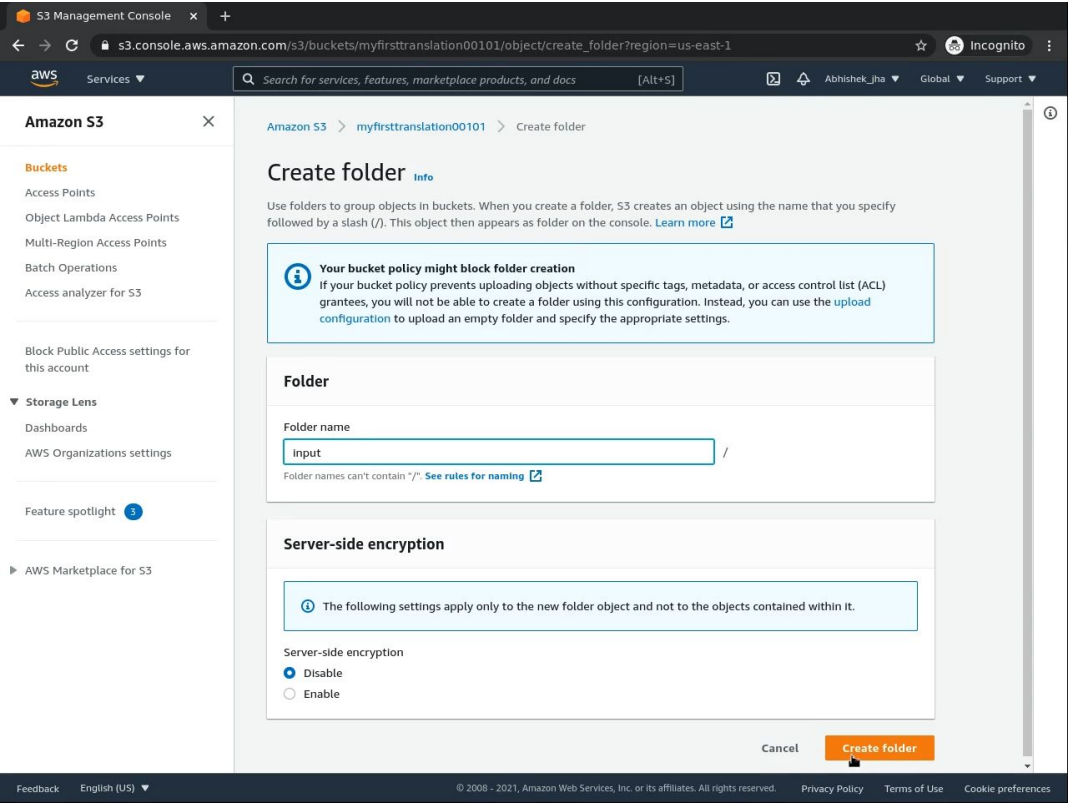 S3 Management Console
s3.console.aws.amazon.com/s3/buckets/myfirsttranslation00101/object/create_folder?region=us-east-1
Incognito
aws
Services
Search for services, features, marketplace products, and docs
[Alt+S]
Abhishek_jha
Global
Support
Amazon S3
Buckets
Access Points
Object Lambda Access Points
Multi-Region Access Points
Batch Operations
Access analyzer for S3
Block Public Access settings for
this account
Storage Lens
Dashboards
AWS Organizations settings
Feature spotlight 3
AWS Marketplace for S3
Amazon S3 > myfirsttranslation00101 > Create folder
Create folder Info
Use folders to group objects in buckets. When you create a folder, S3 creates an object using the name that you specify
followed by a slash (/). This object then appears as folder on the console. Learn more
Your bucket policy might block folder creation
If your bucket policy prevents uploading objects without specific tags, metadata, or access control list (ACL)
grantees, you will not be able to create a folder using this configuration. Instead, you can use the upload
configuration to upload an empty folder and specify the appropriate settings.
Folder
Folder name
input /
Folder names can't contain "/". See rules for naming
Server-side encryption
The following settings apply only to the new folder object and not to the objects contained within it.
Server-side encryption
Disable
Enable
Cancel
Create folder
Feedback
English (US)
© 2008 - 2021, Amazon Web Services, Inc. or its affiliates. All rights reserved.
Privacy Policy
Terms of Use
Cookie preferences